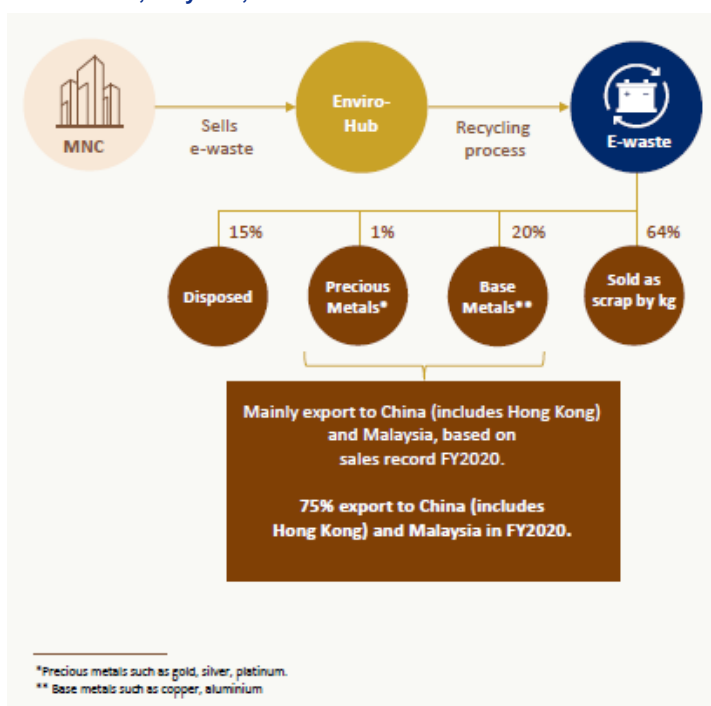 MNC
Sells
e-waste
Enviro-
Hub
Recycling
process
E-waste
15%
1%
20%
64%
Disposed
Precious
Metals*
Base
Metals**
Sold as
scrap by kg
Mainly export to China (includes Hong Kong)
and Malaysia, based on
sales record FY2020.
75% export to China (includes
Hong Kong) and Malaysia in FY2020.
*Precious metals such as gold, silver, platinum.
** Base metals such as copper, aluminium